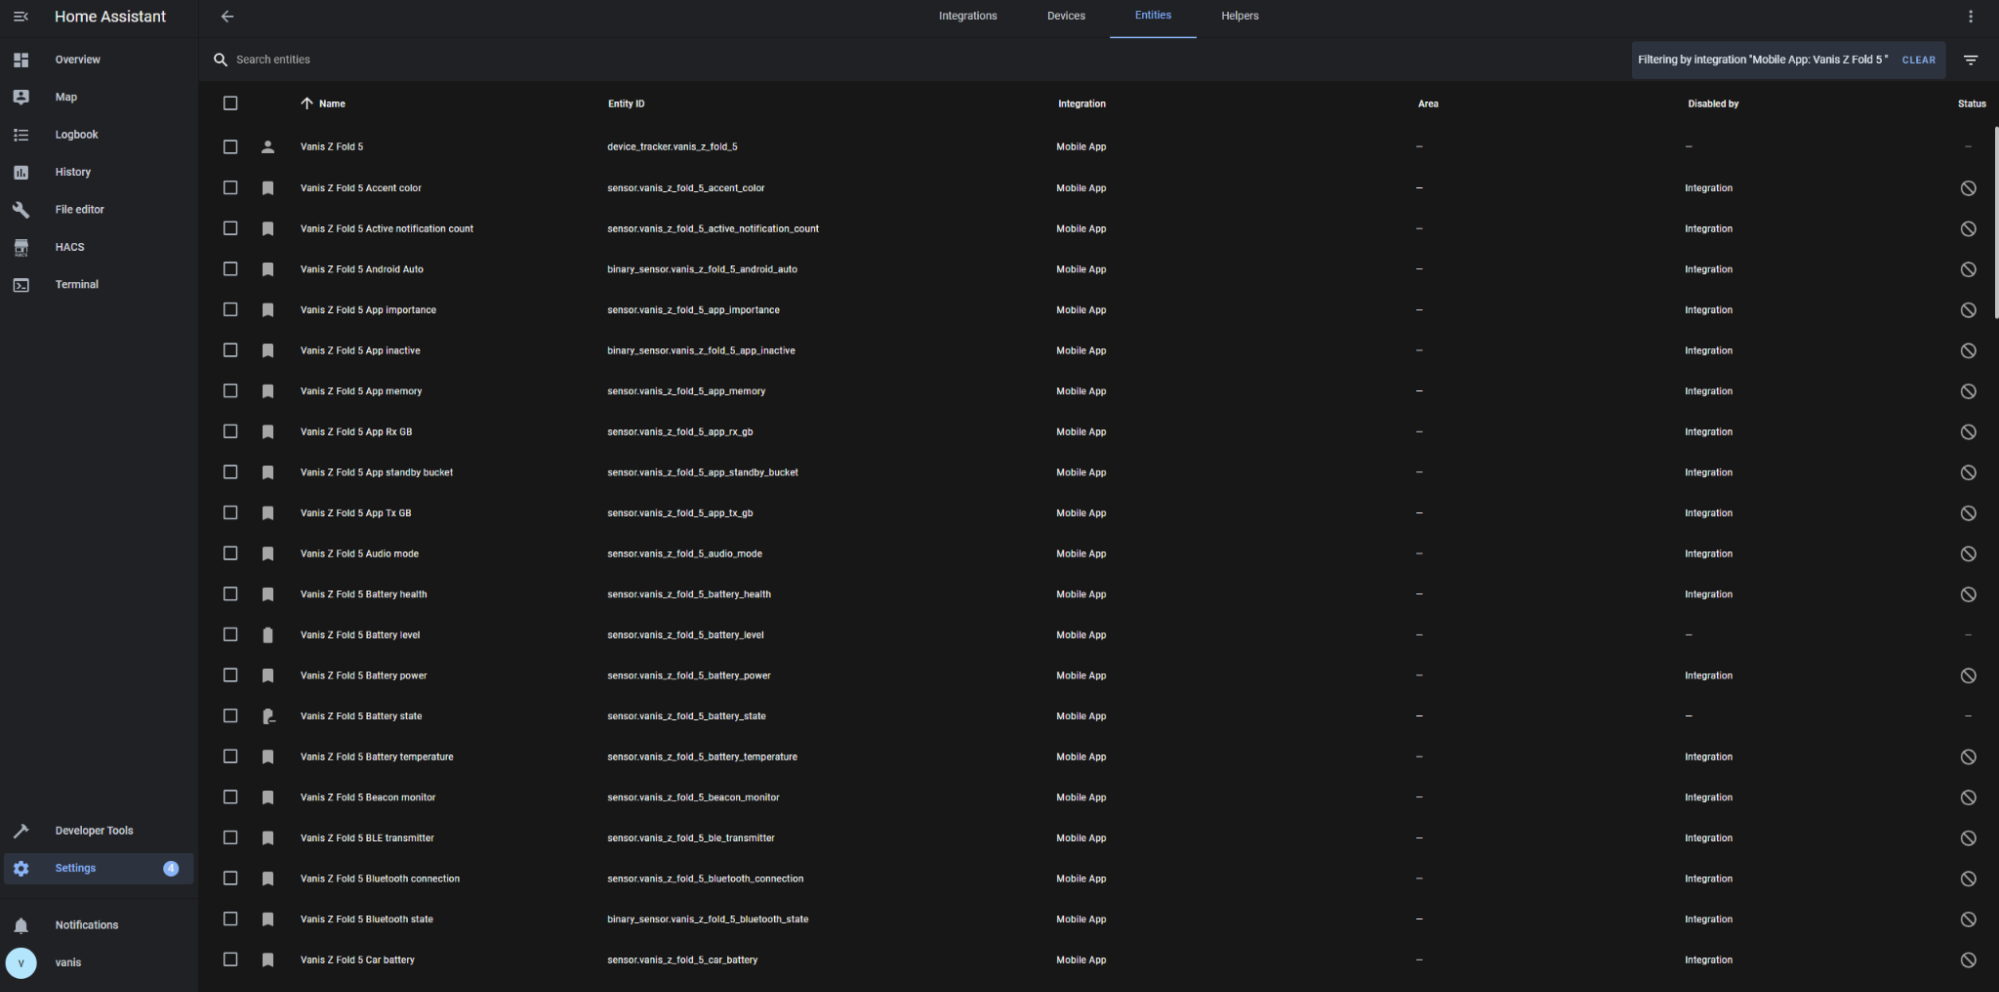 Home Assistant
Integrations Devices Entities Helpers
Overview
Map
Logbook
History
File editor
HACS
Terminal
Developer Tools
Settings 4
Notifications
V vanis
Search entities
Filtering by integration "Mobile App: Vanis Z Fold 5 " CLEAR
Name Entity ID Integration Area Disabled by Status
Vanis Z Fold 5 device_tracker.vanis_z_fold_5 Mobile App — — —
Vanis Z Fold 5 Accent color sensor.vanis_z_fold_5_accent_color Mobile App — Integration
Vanis Z Fold 5 Active notification count sensor.vanis_z_fold_5_active_notification_count Mobile App — Integration
Vanis Z Fold 5 Android Auto binary_sensor.vanis_z_fold_5_android_auto Mobile App — Integration
Vanis Z Fold 5 App importance sensor.vanis_z_fold_5_app_importance Mobile App — Integration
Vanis Z Fold 5 App inactive binary_sensor.vanis_z_fold_5_app_inactive Mobile App — Integration
Vanis Z Fold 5 App memory sensor.vanis_z_fold_5_app_memory Mobile App — Integration
Vanis Z Fold 5 App Rx GB sensor.vanis_z_fold_5_app_rx_gb Mobile App — Integration
Vanis Z Fold 5 App standby bucket sensor.vanis_z_fold_5_app_standby_bucket Mobile App — Integration
Vanis Z Fold 5 App Tx GB sensor.vanis_z_fold_5_app_tx_gb Mobile App — Integration
Vanis Z Fold 5 Audio mode sensor.vanis_z_fold_5_audio_mode Mobile App — Integration
Vanis Z Fold 5 Battery health sensor.vanis_z_fold_5_battery_health Mobile App — Integration
Vanis Z Fold 5 Battery level sensor.vanis_z_fold_5_battery_level Mobile App — — —
Vanis Z Fold 5 Battery power sensor.vanis_z_fold_5_battery_power Mobile App — Integration
Vanis Z Fold 5 Battery state sensor.vanis_z_fold_5_battery_state Mobile App — — —
Vanis Z Fold 5 Battery temperature sensor.vanis_z_fold_5_battery_temperature Mobile App — Integration
Vanis Z Fold 5 Beacon monitor sensor.vanis_z_fold_5_beacon_monitor Mobile App — Integration
Vanis Z Fold 5 BLE transmitter sensor.vanis_z_fold_5_ble_transmitter Mobile App — Integration
Vanis Z Fold 5 Bluetooth connection sensor.vanis_z_fold_5_bluetooth_connection Mobile App — Integration
Vanis Z Fold 5 Bluetooth state binary_sensor.vanis_z_fold_5_bluetooth_state Mobile App — Integration
Vanis Z Fold 5 Car battery sensor.vanis_z_fold_5_car_battery Mobile App — Integration